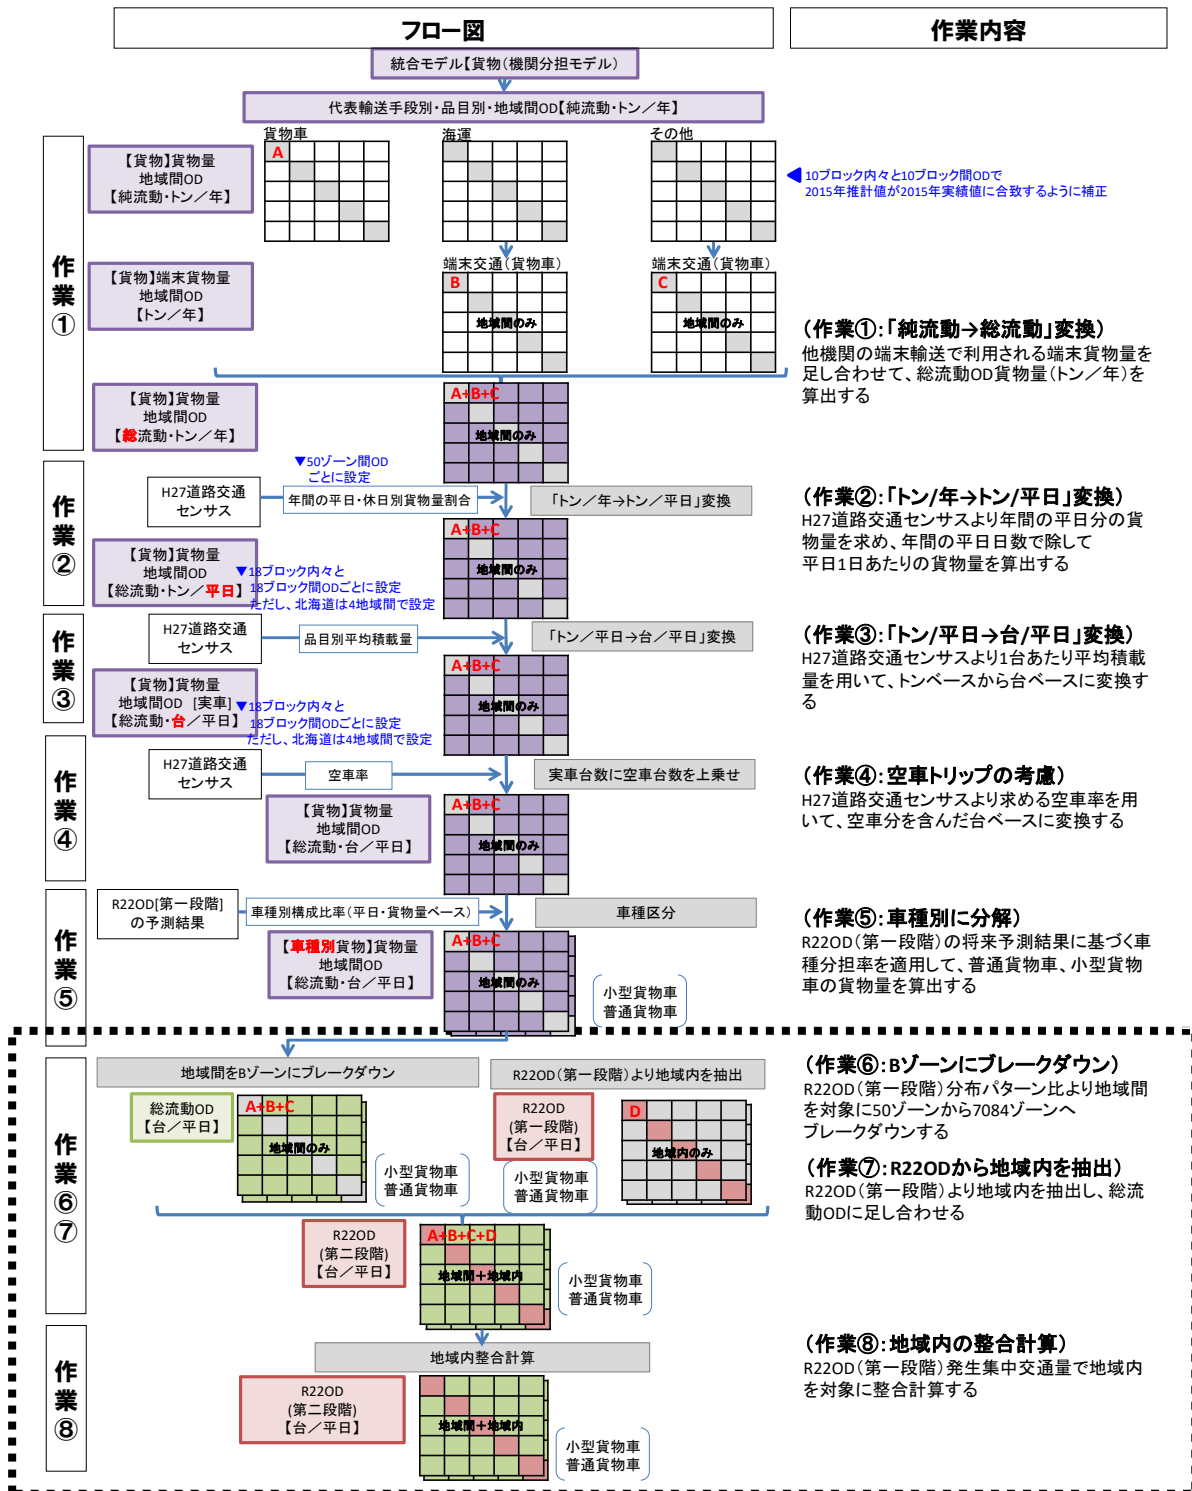 フロー図
作業内容
統合モデル【貨物(機関分担モデル)
代表輸送手段別・品目別・地域間OD【純流動・トン／年】
作業①
貨物車
海運
その他
【貨物】貨物量
地域間OD
【純流動・トン／年】
A
10ブロック内々と10ブロック間ODで
2015年推計値が2015年実績値に合致するように補正
端末交通(貨物車)
端末交通(貨物車)
【貨物】端末貨物量
地域間OD
【トン／年】
B
地域間のみ
C
地域間のみ
(作業①:「純流動→総流動」変換)
他機関の端末輸送で利用される端末貨物量を
足し合わせて、総流動OD貨物量(トン／年)を
算出する
【貨物】貨物量
地域間OD
【総流動・トン／年】
A+B+C
地域間のみ
作業②
▼50ゾーン間OD
ごとに設定
H27道路交通
センサス
年間の平日・休日別貨物量割合
「トン／年→トン／平日」変換
(作業②:「トン/年→トン/平日」変換)
H27道路交通センサスより年間の平日分の貨
物量を求め、年間の平日日数で除して
平日1日あたりの貨物量を算出する
【貨物】貨物量
地域間OD
【総流動・トン／平日】
▼18ブロック内々と
18ブロック間ODごとに設定
ただし、北海道は4地域間で設定
A+B+C
地域間のみ
作業③
H27道路交通
センサス
品目別平均積載量
「トン／平日→台／平日」変換
(作業③:「トン/平日→台/平日」変換)
H27道路交通センサスより1台あたり平均積載
量を用いて、トンベースから台ベースに変換す
る
【貨物】貨物量
地域間OD [実車]
【総流動・台／平日】
▼18ブロック内々と
18ブロック間ODごとに設定
ただし、北海道は4地域間で設定
A+B+C
地域間のみ
作業④
H27道路交通
センサス
空車率
実車台数に空車台数を上乗せ
(作業④:空車トリップの考慮)
H27道路交通センサスより求める空車率を用
いて、空車分を含んだ台ベースに変換する
【貨物】貨物量
地域間OD
【総流動・台／平日】
A+B+C
地域間のみ
作業⑤
R22OD[第一段階]
の予測結果
車種別構成比率(平日・貨物量ベース)
車種区分
(作業⑤:車種別に分解)
R22OD(第一段階)の将来予測結果に基づく車
種分担率を適用して、普通貨物車、小型貨物
車の貨物量を算出する
【車種別貨物】貨物量
地域間OD
【総流動・台／平日】
A+B+C
地域間のみ
小型貨物車
普通貨物車
作業⑥⑦
地域間をBゾーンにブレークダウン
R22OD(第一段階)より地域内を抽出
(作業⑥:Bゾーンにブレークダウン)
R22OD(第一段階)分布パターン比より地域間
を対象に50ゾーンから7084ゾーンへ
ブレークダウンする
総流動OD
【台／平日】
A+B+C
地域間のみ
小型貨物車
普通貨物車
R22OD
(第一段階)
【台／平日】
小型貨物車
普通貨物車
D
地域内のみ
(作業⑦:R22ODから地域内を抽出)
R22OD(第一段階)より地域内を抽出し、総流
動ODに足し合わせる
R22OD
(第二段階)
【台／平日】
A+B+C+D
地域間＋地域内
小型貨物車
普通貨物車
作業⑧
地域内整合計算
(作業⑧:地域内の整合計算)
R22OD(第一段階)発生集中交通量で地域内
を対象に整合計算する
R22OD
(第二段階)
【台／平日】
地域間＋地域内
小型貨物車
普通貨物車